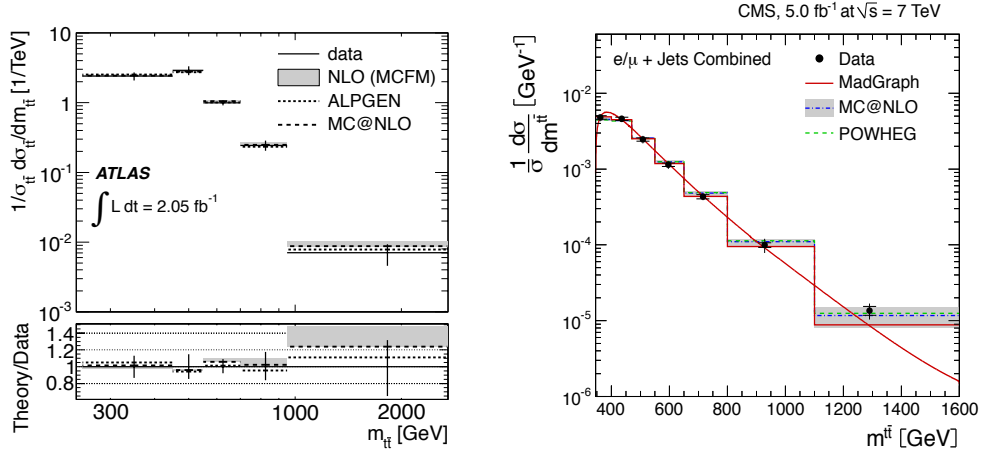 1/σ_tt̄ dσ_tt̄/dm_tt̄ [1/TeV]
10
1
10⁻¹
10⁻²
10⁻³
data
NLO (MCFM)
ALPGEN
MC@NLO
ATLAS
∫ L dt = 2.05 fb⁻¹
Theory/Data
1.4
1.2
1
0.8
300
1000
2000
m_tt̄ [GeV]
CMS, 5.0 fb⁻¹ at √s = 7 TeV
1/σ dσ/dm^tt̄ [GeV⁻¹]
e/μ + Jets Combined
Data
MadGraph
MC@NLO
POWHEG
10⁻²
10⁻³
10⁻⁴
10⁻⁵
10⁻⁶
400 600 800 1000 1200 1400 1600
m^tt̄ [GeV]